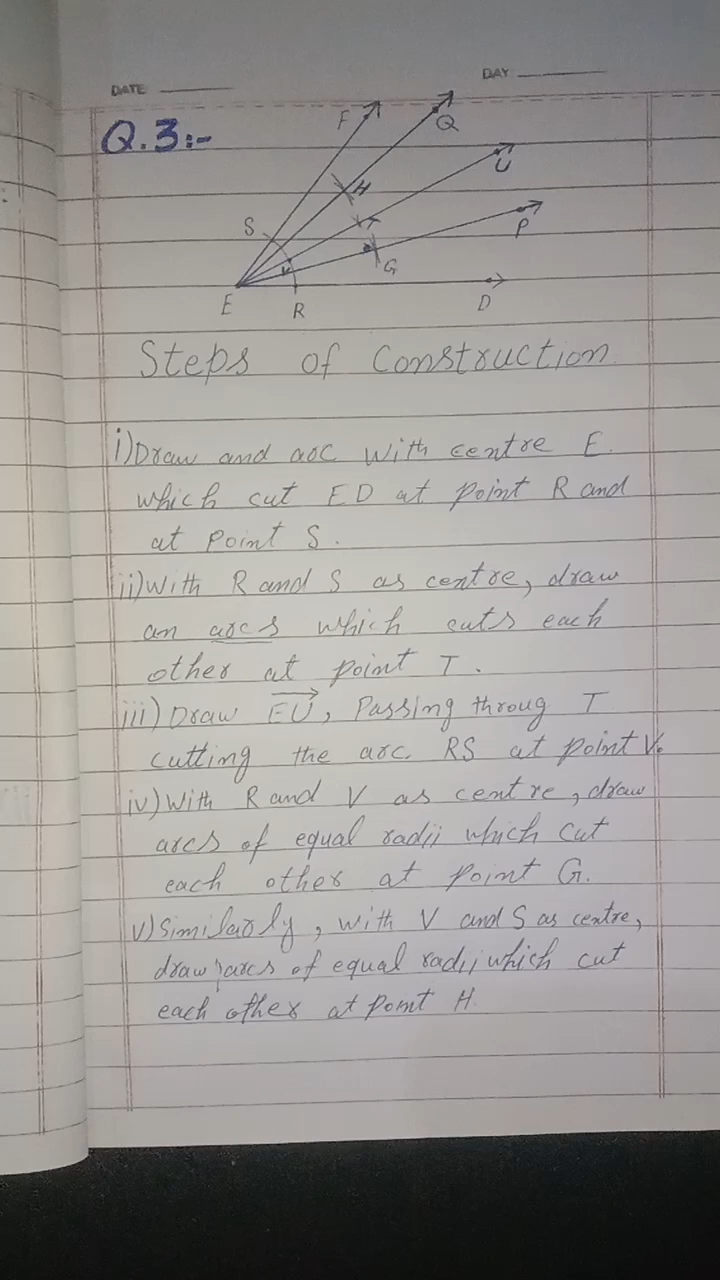 DATE
DAY
Q.3:-
F
Q
U
H
S
T
P
V
G
E
R
D
Steps of Construction
i) Draw and arc with centre E.
which cut ED at point R and
at point S.
ii) With R and S as centre, draw
an arcs which cuts each
other at point T.
iii) Draw EU, Passing throug T
cutting the arc. RS at point V.
iv) With R and V as centre, draw
arcs of equal radii which cut
each other at point G.
v) Similarly, with V and S as centre,
draw arcs of equal radii which cut
each other at point H